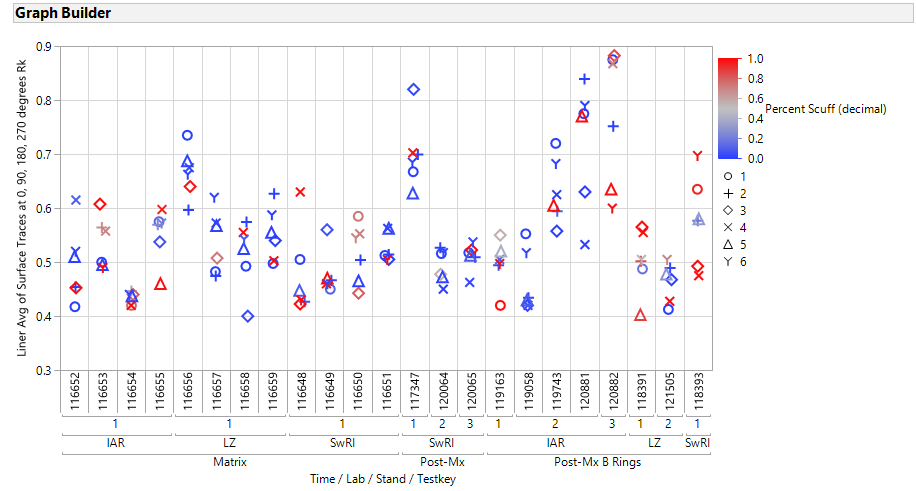 Graph Builder
Liner Avg of Surface Traces at 0, 90, 180, 270 degrees Rk
0.9
0.8
0.7
0.6
0.5
0.4
0.3
1.0
0.8
0.6
0.4
0.2
0.0
Percent Scuff (decimal)
1
2
3
4
5
6
116652 116653 116654 116655 116656 116657 116658 116659 116648 116649 116650 116651 117347 120064 120065 119163 119058 119743 120881 120882 118391 121505 118393
1 1 1 1 2 3 1 2 3 1 2 1
IAR LZ SwRI SwRI IAR LZ SwRI
Matrix Post-Mx Post-Mx B Rings
Time / Lab / Stand / Testkey